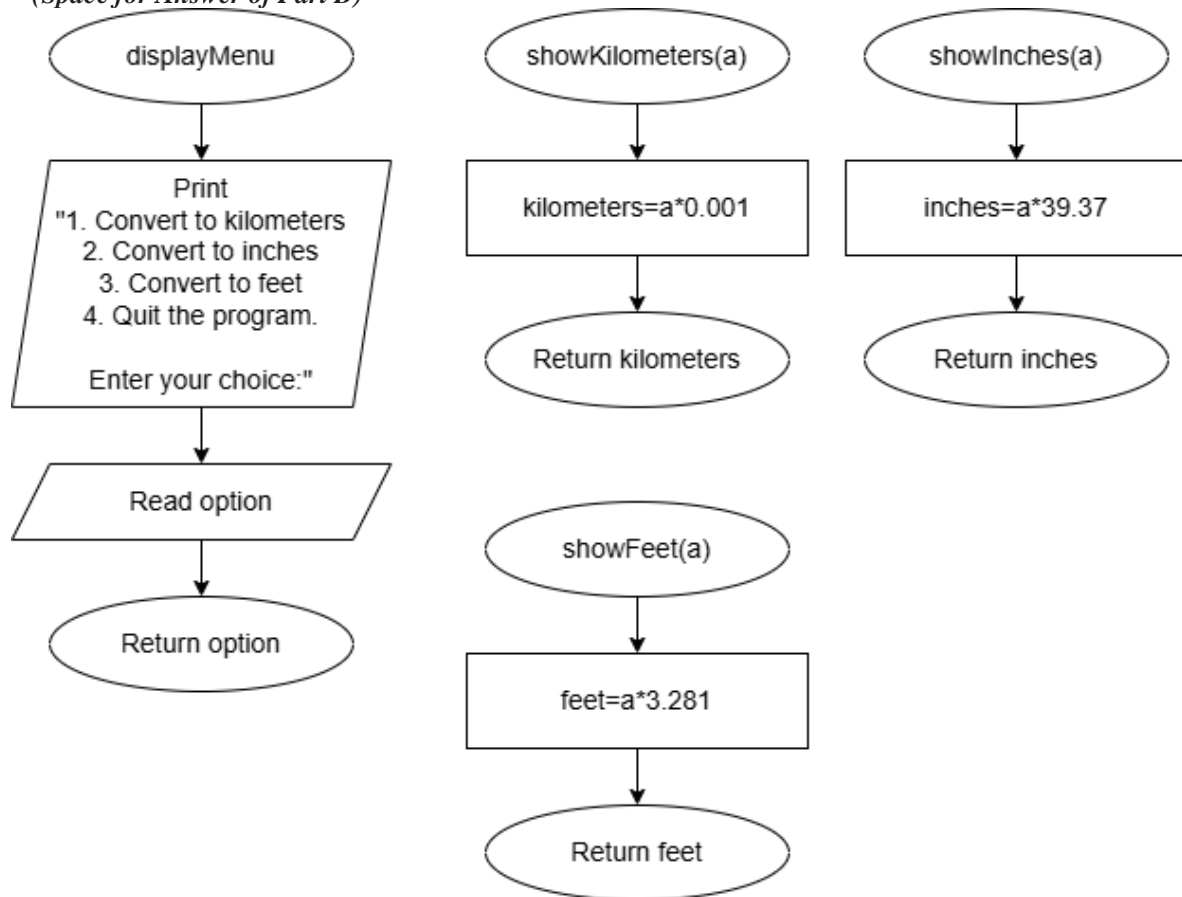 (Space for Answer of Part B)
displayMenu
Print
"1. Convert to kilometers
2. Convert to inches
3. Convert to feet
4. Quit the program.
Enter your choice:"
Read option
Return option
showKilometers(a)
kilometers=a*0.001
Return kilometers
showInches(a)
inches=a*39.37
Return inches
showFeet(a)
feet=a*3.281
Return feet